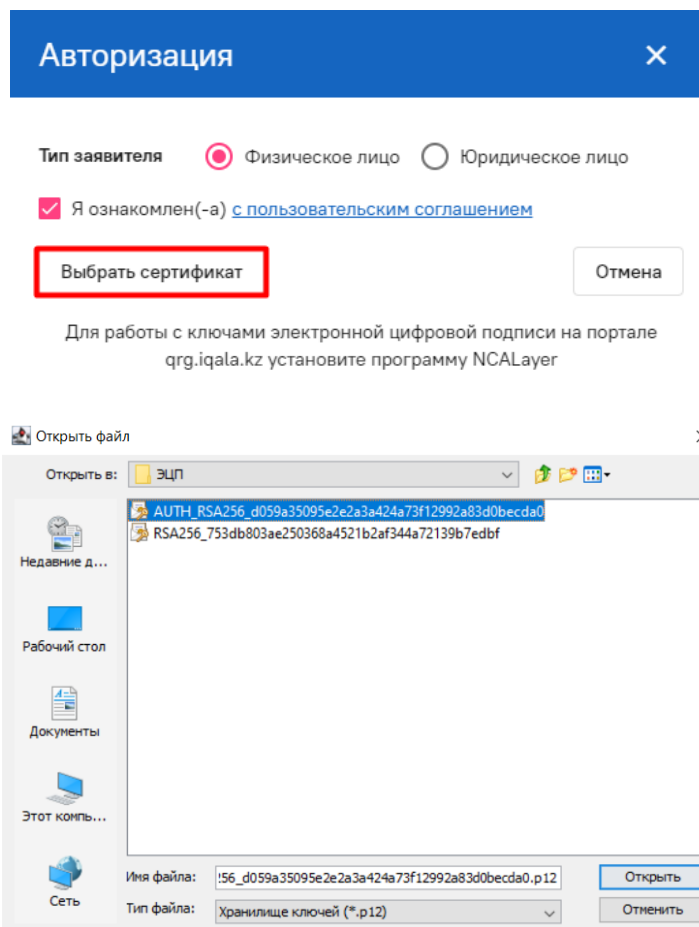 Авторизация
Тип заявителя Физическое лицо Юридическое лицо
Я ознакомлен(-а) с пользовательским соглашением
Выбрать сертификат Отмена
Для работы с ключами электронной цифровой подписи на портале
qrg.iqala.kz установите программу NCALayer
Открыть файл
Открыть в: ЭЦП
AUTH_RSA256_d059a35095e2e2a3a424a73f12992a83d0becda0
RSA256_753db803ae250368a4521b2af344a72139b7edbf
Недавние д...
Рабочий стол
Документы
Этот компь...
Сеть
Имя файла: !56_d059a35095e2e2a3a424a73f12992a83d0becda0.p12 Открыть
Тип файла: Хранилище ключей (*.p12) Отменить